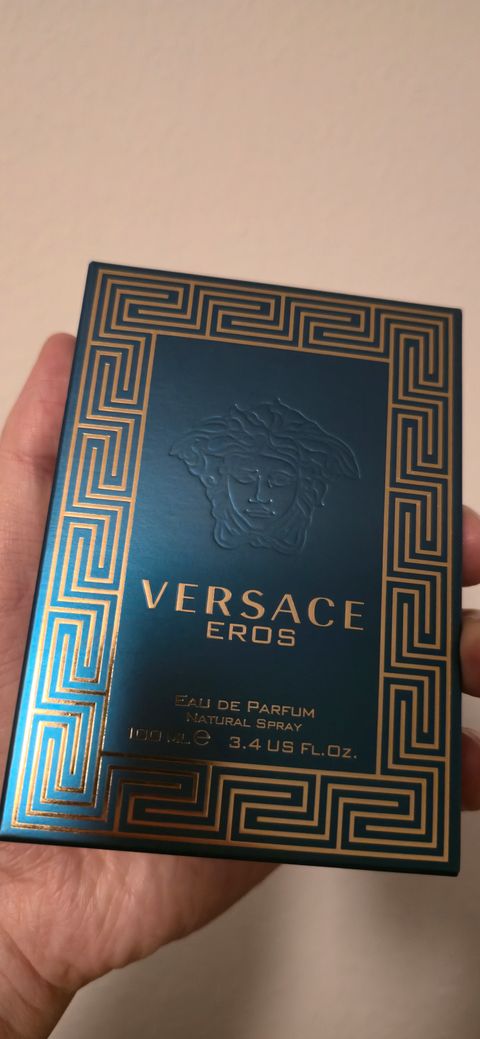 VERSACE
EROS
EAU DE PARFUM
NATURAL SPRAY
100 ML ℮ 3.4 US FL.OZ.